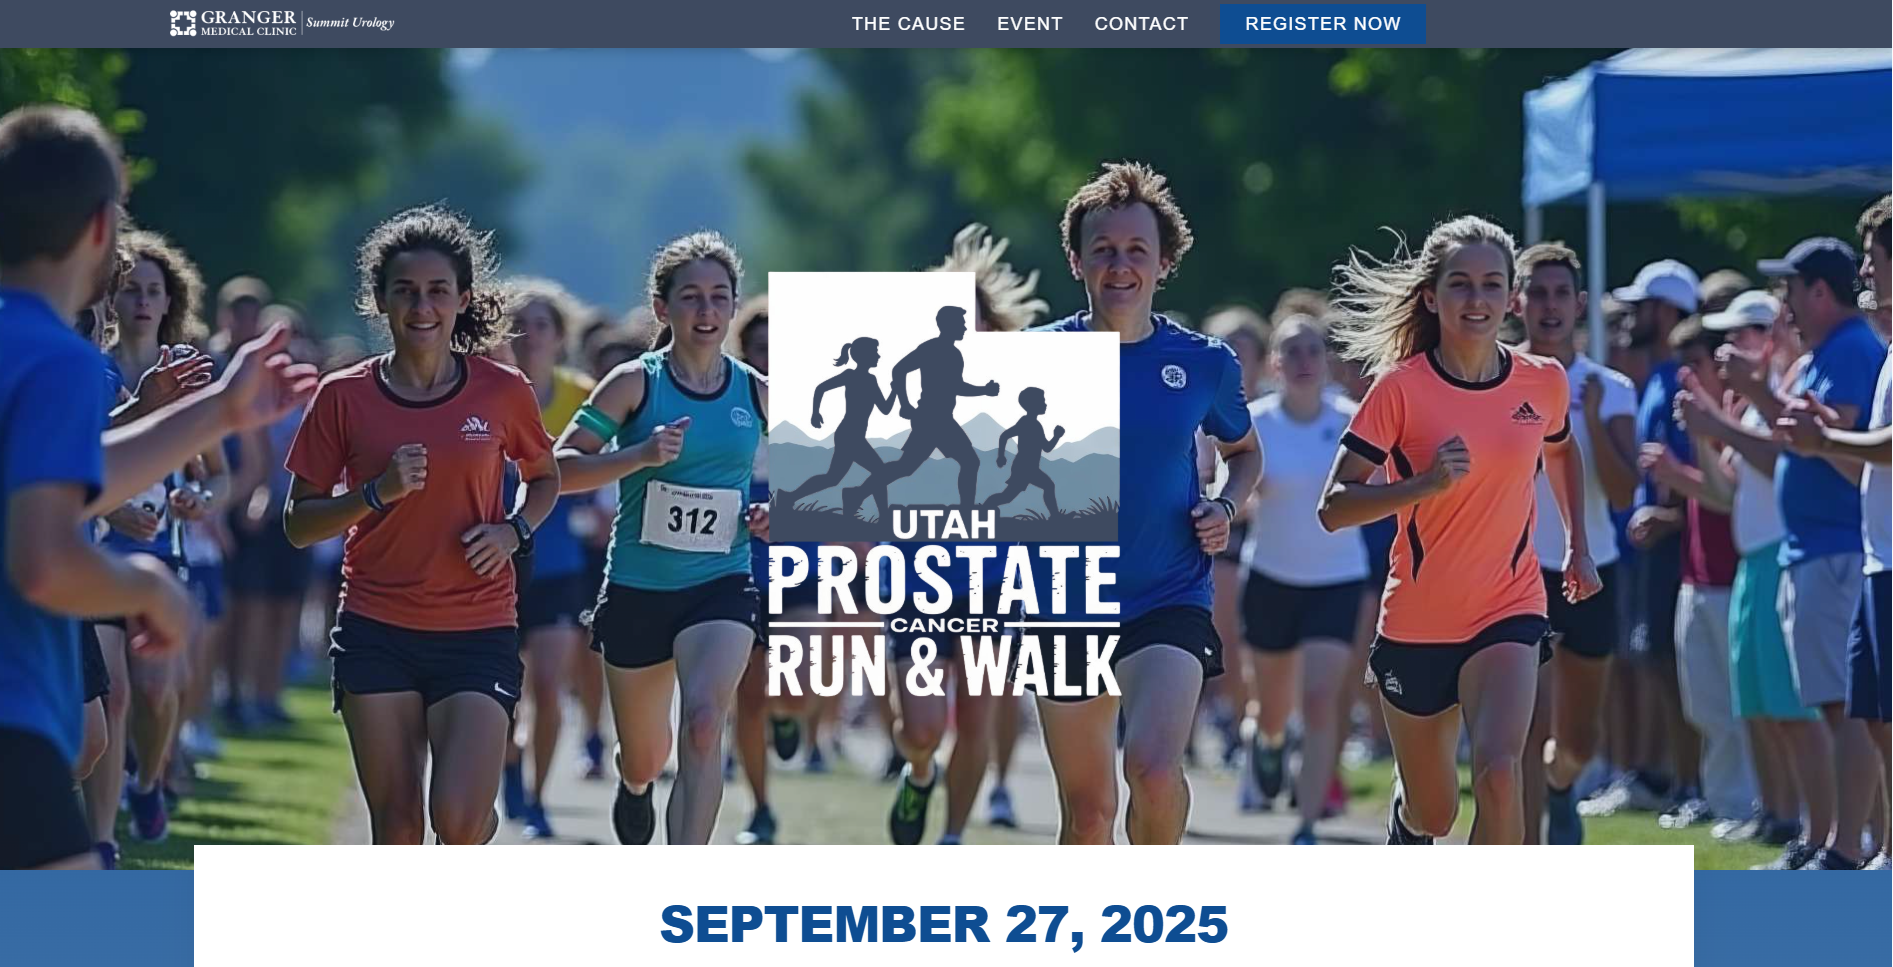 GRANGER
MEDICAL CLINIC
Summit Urology
THE CAUSE
EVENT
CONTACT
REGISTER NOW
312
UTAH
PROSTATE
CANCER
RUN & WALK
SEPTEMBER 27, 2025